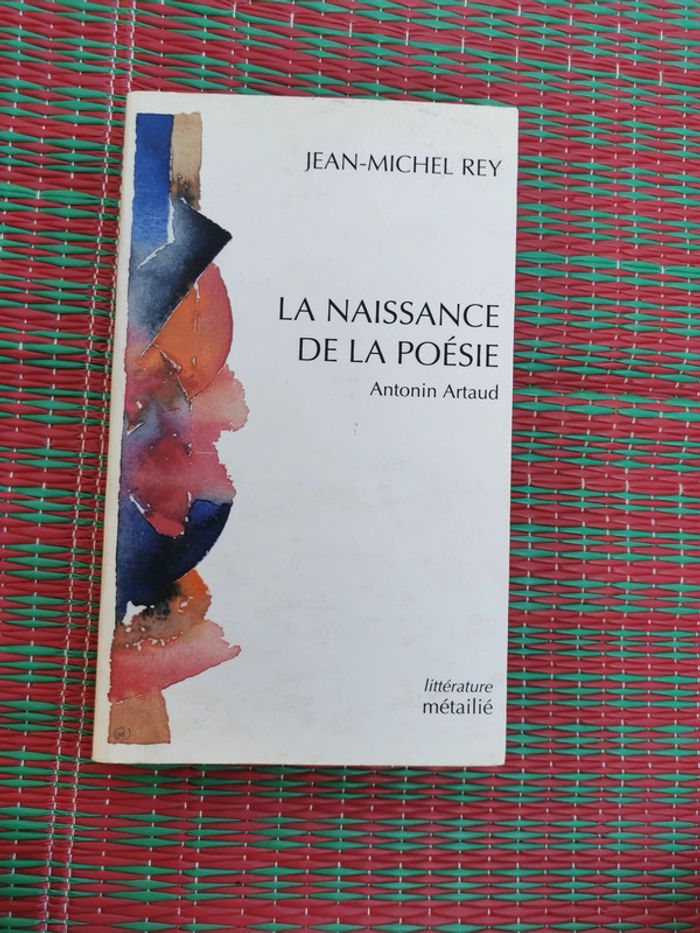 JEAN-MICHEL REY
LA NAISSANCE
DE LA POÉSIE
Antonin Artaud
littérature
métailié